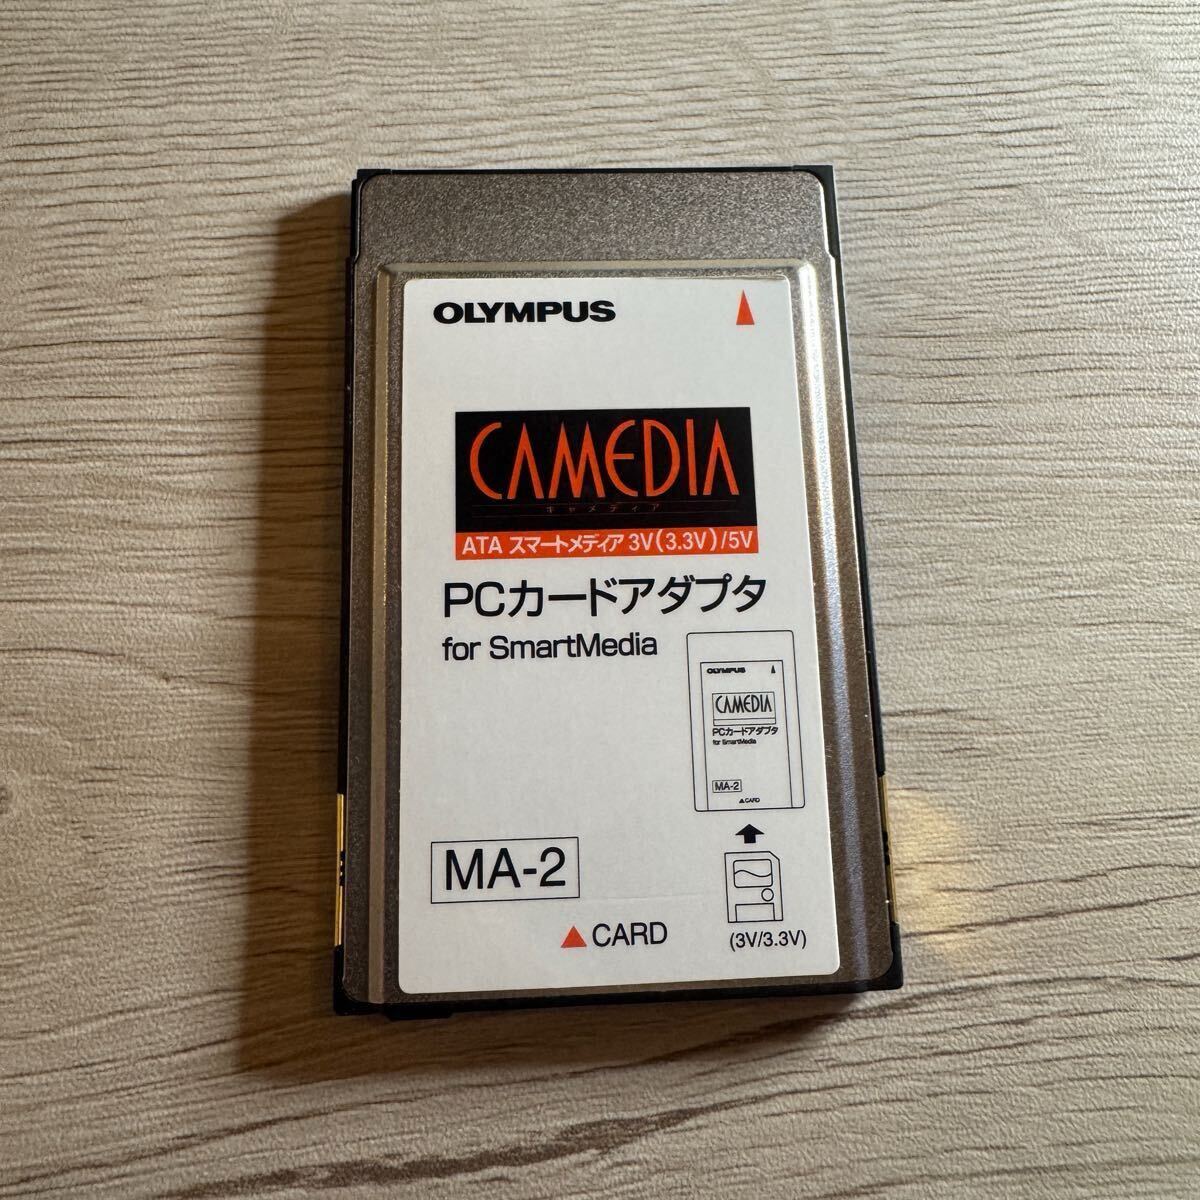 OLYMPUS
CAMEDIA
キャメディア
ATA スマートメディア 3V(3.3V)/5V
PCカードアダプタ
for SmartMedia
OLYMPUS
CAMEDIA
PCカードアダプタ
for SmartMedia
MA-2
▲CARD
MA-2
▲CARD
(3V/3.3V)